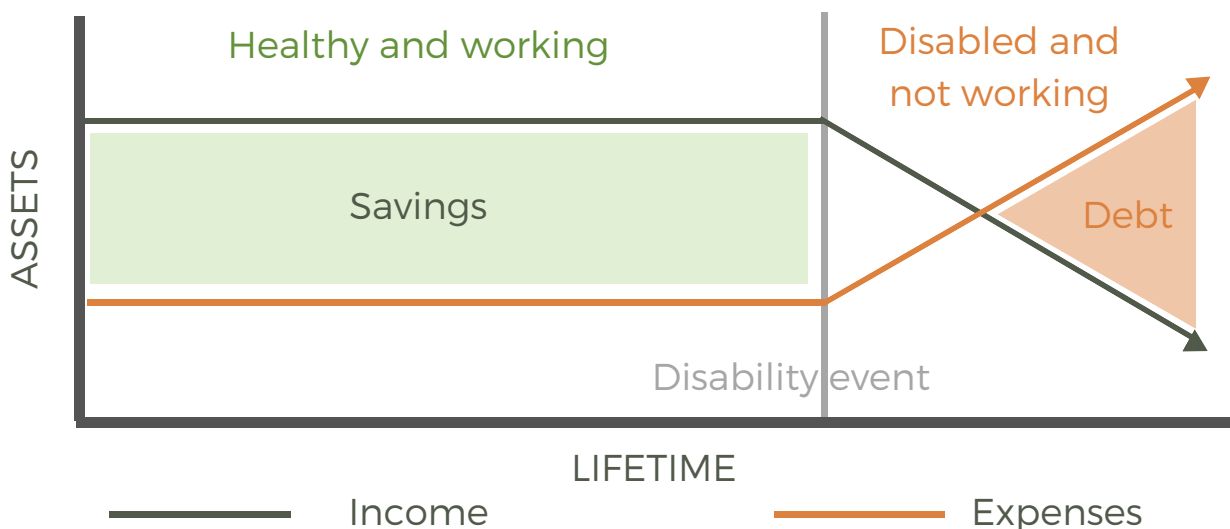 Healthy and working
Disabled and
not working
ASSETS
Savings
Debt
Disability event
LIFETIME
Income
Expenses